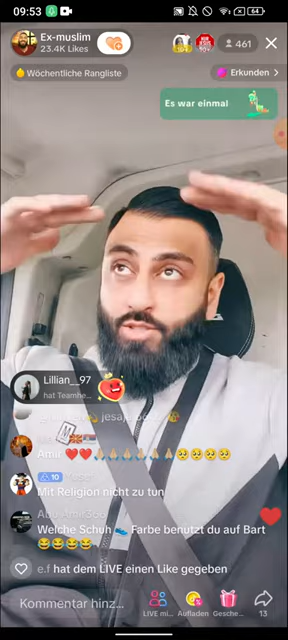 09:53
64
Ex-muslim
23.4K Likes
461
Wöchentliche Rangliste
Erkunden >
Es war einmal
Lillian__97
hat Teamhe...
Amir ❤️❤️🙏🙏🙏🙏🙏🙏🥺🥺🥺🥺
10
Mit Religion nicht zu tun
Welche Schuh 👟 Farbe benutzt du auf Bart
😂😂😂😂
e.f hat dem LIVE einen Like gegeben
Kommentar hinz...
LIVE mi...
Aufladen
Gesche...
13